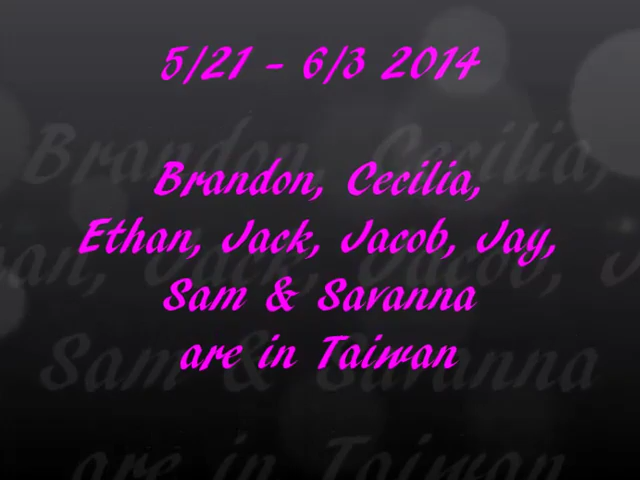 5/21 - 6/3 2014
Brandon, Cecilia,
Ethan, Jack, Jacob, Jay,
Sam & Savanna
are in Taiwan